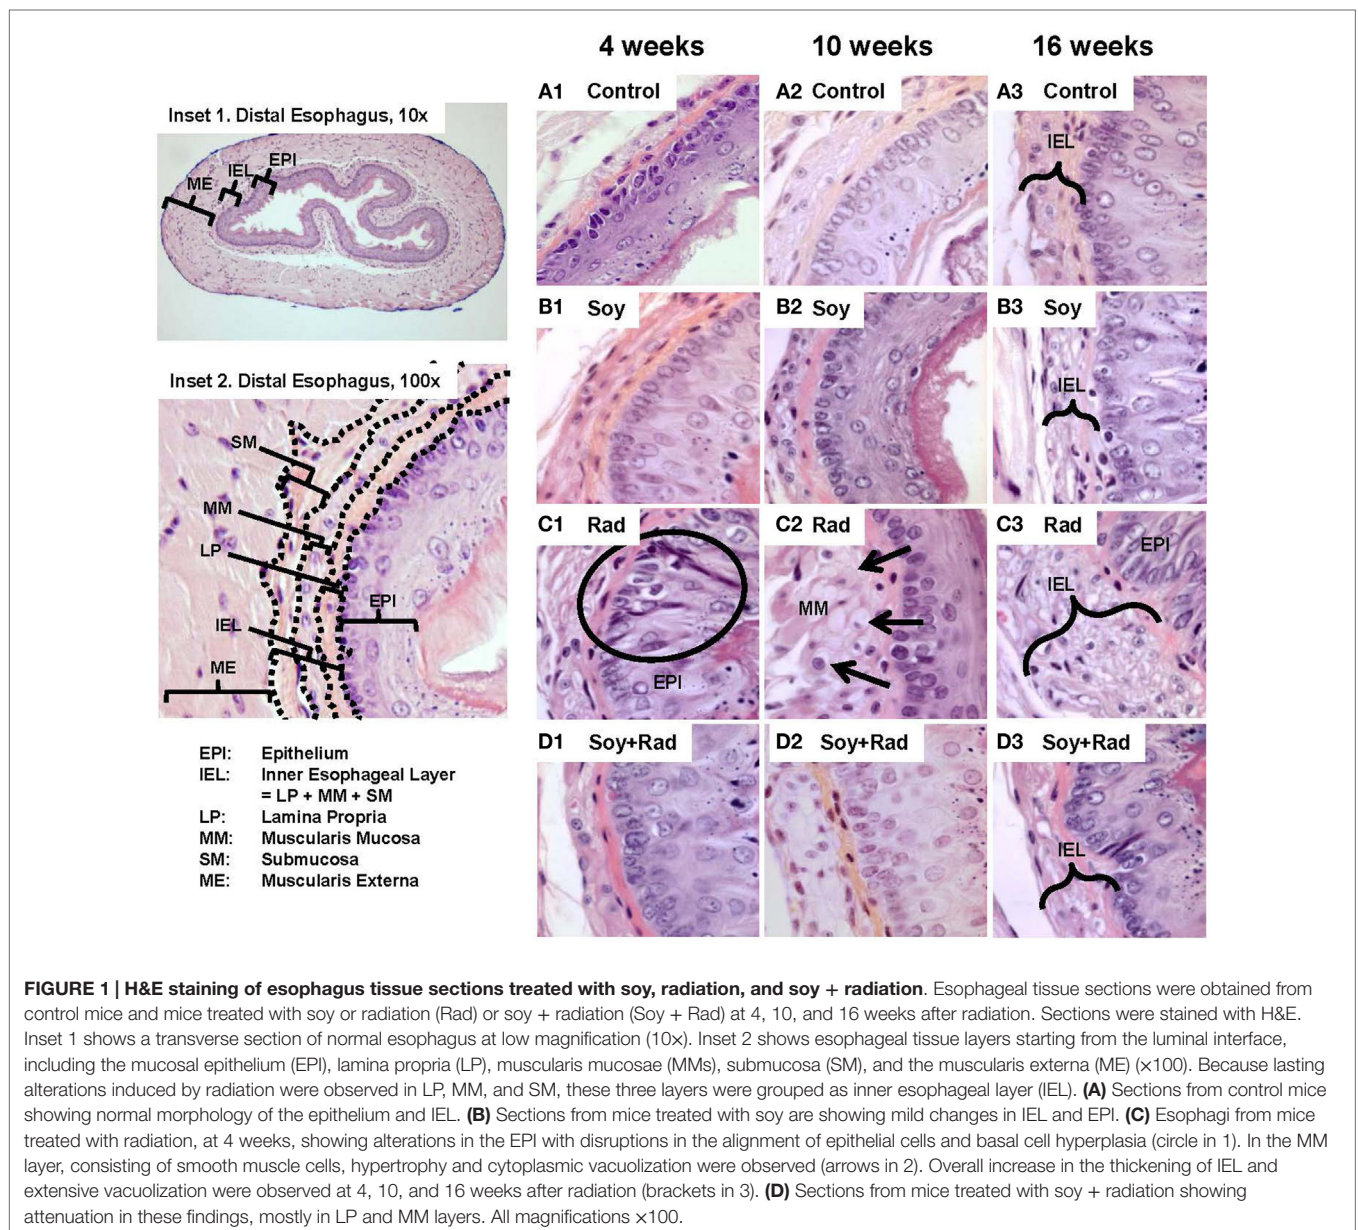 4 weeks 10 weeks 16 weeks
Inset 1. Distal Esophagus, 10x
ME
IEL
EPI
Inset 2. Distal Esophagus, 100x
SM
MM
LP
EPI
IEL
ME
EPI: Epithelium
IEL: Inner Esophageal Layer
= LP + MM + SM
LP: Lamina Propria
MM: Muscularis Mucosa
SM: Submucosa
ME: Muscularis Externa
A1 Control
A2 Control
A3 Control
IEL
B1 Soy
B2 Soy
B3 Soy
IEL
C1 Rad
EPI
C2 Rad
MM
C3 Rad
EPI
IEL
D1 Soy+Rad
D2 Soy+Rad
D3 Soy+Rad
IEL
FIGURE 1 | H&E staining of esophagus tissue sections treated with soy, radiation, and soy + radiation. Esophageal tissue sections were obtained from
control mice and mice treated with soy or radiation (Rad) or soy + radiation (Soy + Rad) at 4, 10, and 16 weeks after radiation. Sections were stained with H&E.
Inset 1 shows a transverse section of normal esophagus at low magnification (10×). Inset 2 shows esophageal tissue layers starting from the luminal interface,
including the mucosal epithelium (EPI), lamina propria (LP), muscularis mucosae (MMs), submucosa (SM), and the muscularis externa (ME) (×100). Because lasting
alterations induced by radiation were observed in LP, MM, and SM, these three layers were grouped as inner esophageal layer (IEL). (A) Sections from control mice
showing normal morphology of the epithelium and IEL. (B) Sections from mice treated with soy are showing mild changes in IEL and EPI. (C) Esophagi from mice
treated with radiation, at 4 weeks, showing alterations in the EPI with disruptions in the alignment of epithelial cells and basal cell hyperplasia (circle in 1). In the MM
layer, consisting of smooth muscle cells, hypertrophy and cytoplasmic vacuolization were observed (arrows in 2). Overall increase in the thickening of IEL and
extensive vacuolization were observed at 4, 10, and 16 weeks after radiation (brackets in 3). (D) Sections from mice treated with soy + radiation showing
attenuation in these findings, mostly in LP and MM layers. All magnifications ×100.